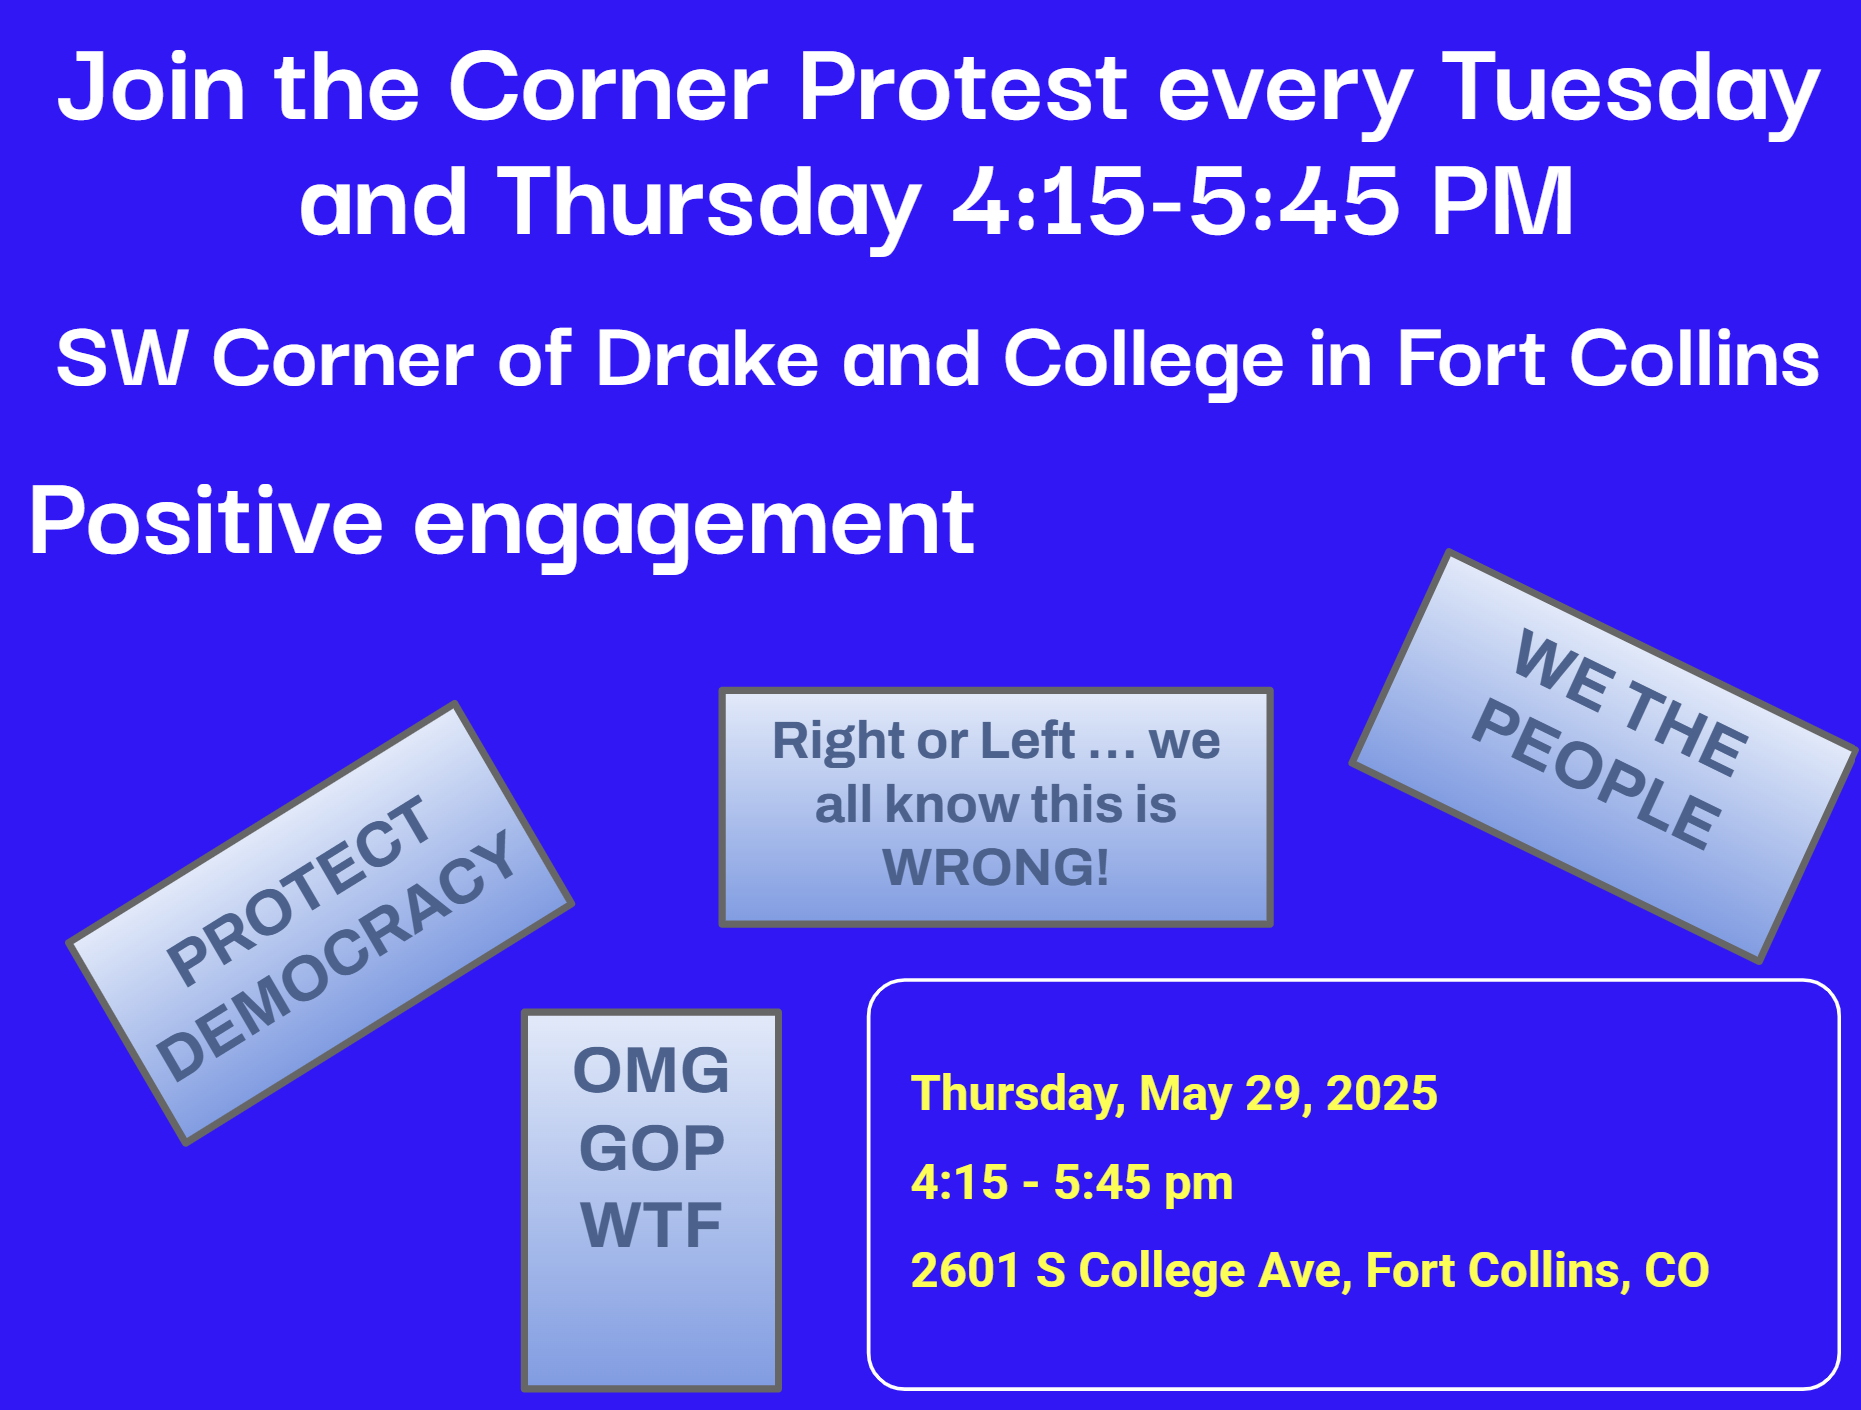 Join the Corner Protest every Tuesday
and Thursday 4:15-5:45 PM
SW Corner of Drake and College in Fort Collins
Positive engagement
WE THE
PEOPLE
Right or Left ... we
all know this is
WRONG!
PROTECT
DEMOCRACY
OMG
GOP
WTF
Thursday, May 29, 2025
4:15 - 5:45 pm
2601 S College Ave, Fort Collins, CO